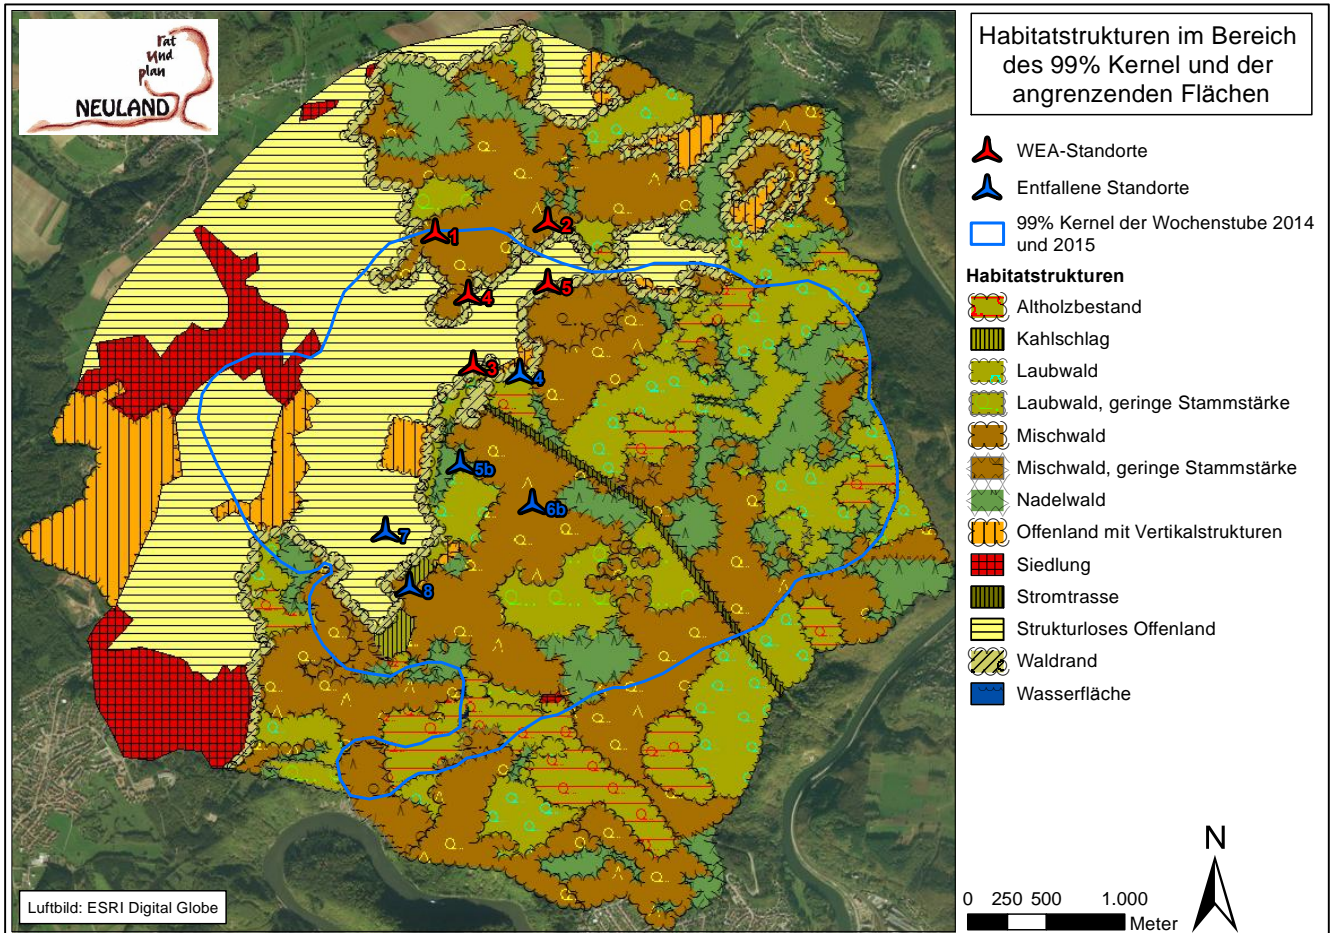 rat
und
plan
NEULAND
Habitatstrukturen im Bereich
des 99% Kernel und der
angrenzenden Flächen
WEA-Standorte
Entfallene Standorte
99% Kernel der Wochenstube 2014
und 2015
Habitatstrukturen
Altholzbestand
Kahlschlag
Laubwald
Laubwald, geringe Stammstärke
Mischwald
Mischwald, geringe Stammstärke
Nadelwald
Offenland mit Vertikalstrukturen
Siedlung
Stromtrasse
Strukturloses Offenland
Waldrand
Wasserfläche
1
2
4
5
3
4
5b
6b
7
8
N
0 250 500 1.000
Meter
Luftbild: ESRI Digital Globe